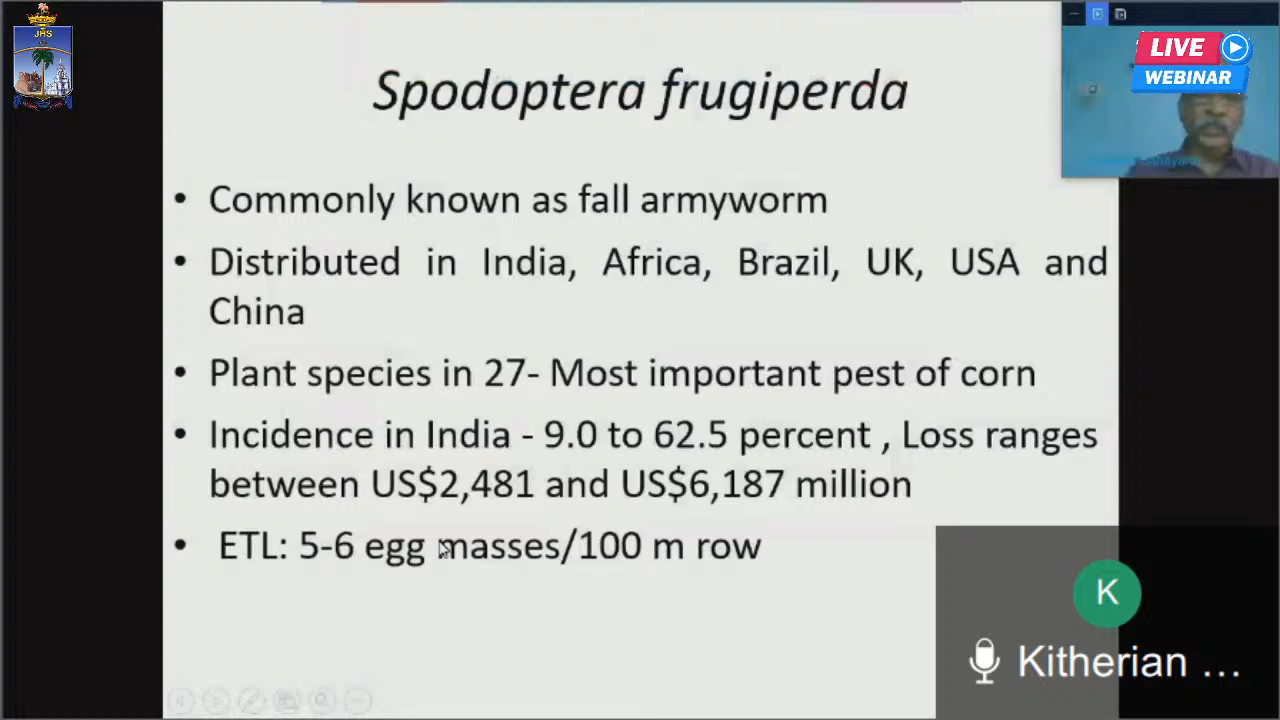 JHS
LIVE
WEBINAR
Spodoptera frugiperda
• Commonly known as fall armyworm
• Distributed in India, Africa, Brazil, UK, USA and
China
• Plant species in 27- Most important pest of corn
• Incidence in India - 9.0 to 62.5 percent , Loss ranges
between US$2,481 and US$6,187 million
• ETL: 5-6 egg masses/100 m row
K
Kitherian ...